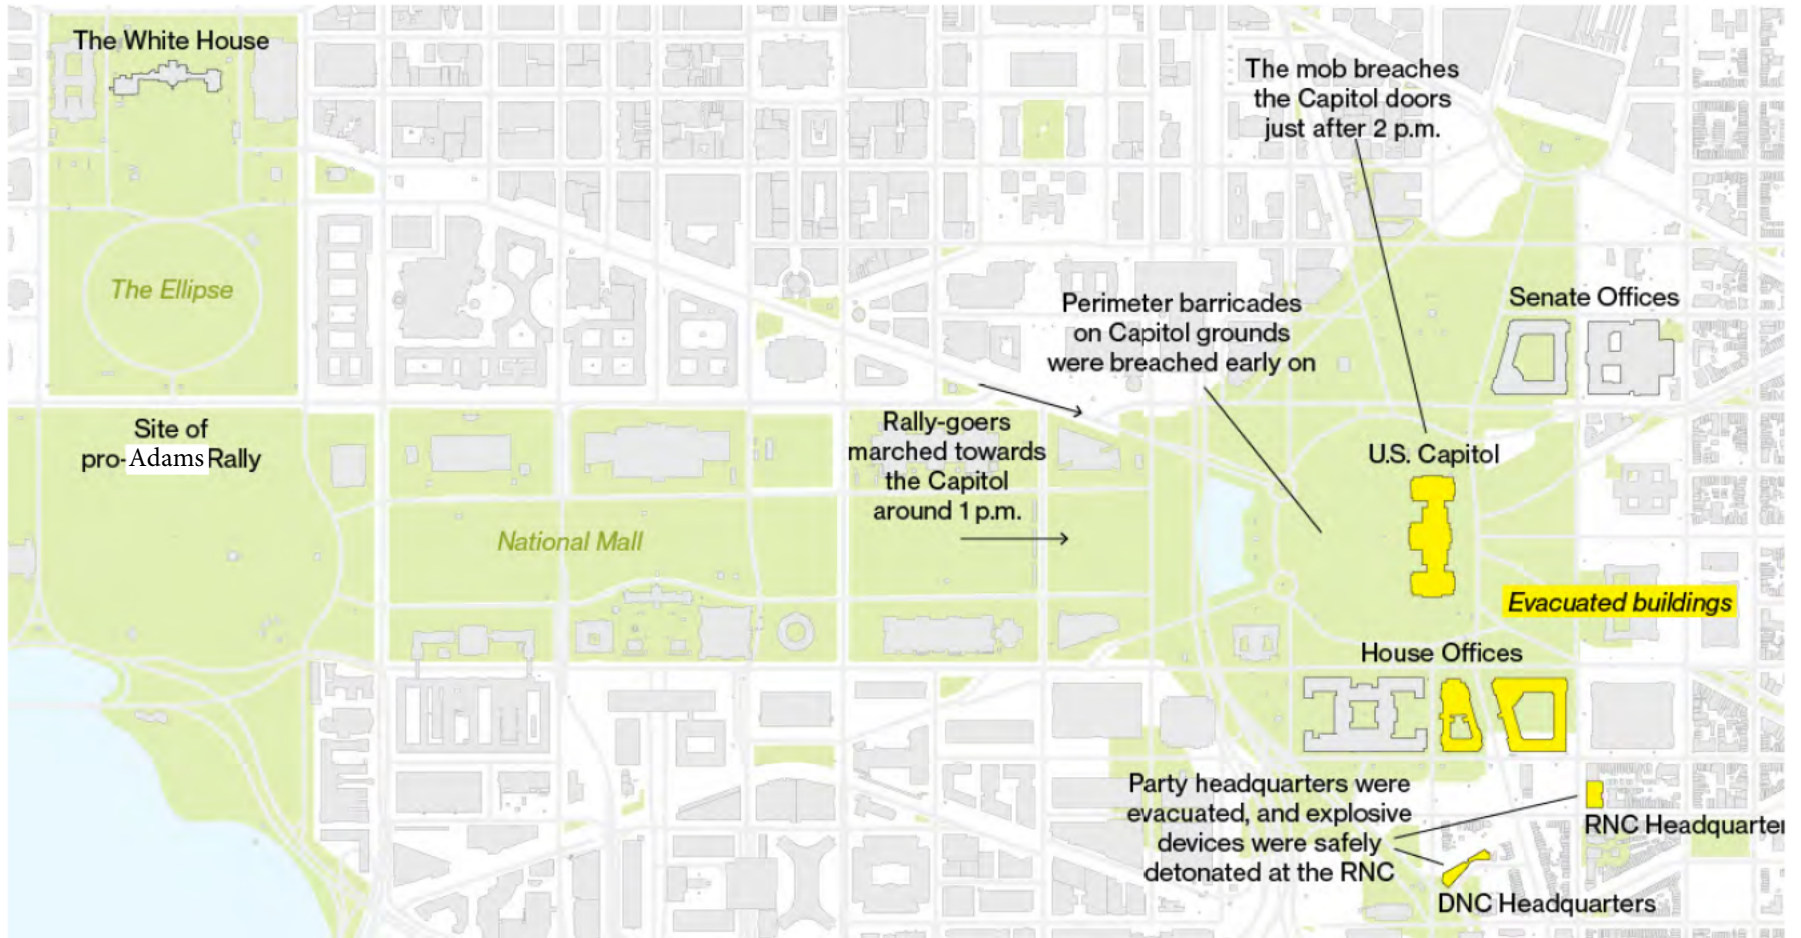 The White House
The Ellipse
Site of
pro-Adams Rally
National Mall
Rally-goers
marched towards
the Capitol
around 1 p.m.
Perimeter barricades
on Capitol grounds
were breached early on
The mob breaches
the Capitol doors
just after 2 p.m.
Senate Offices
U.S. Capitol
Evacuated buildings
House Offices
Party headquarters were
evacuated, and explosive
devices were safely
detonated at the RNC
RNC Headquarter
DNC Headquarters